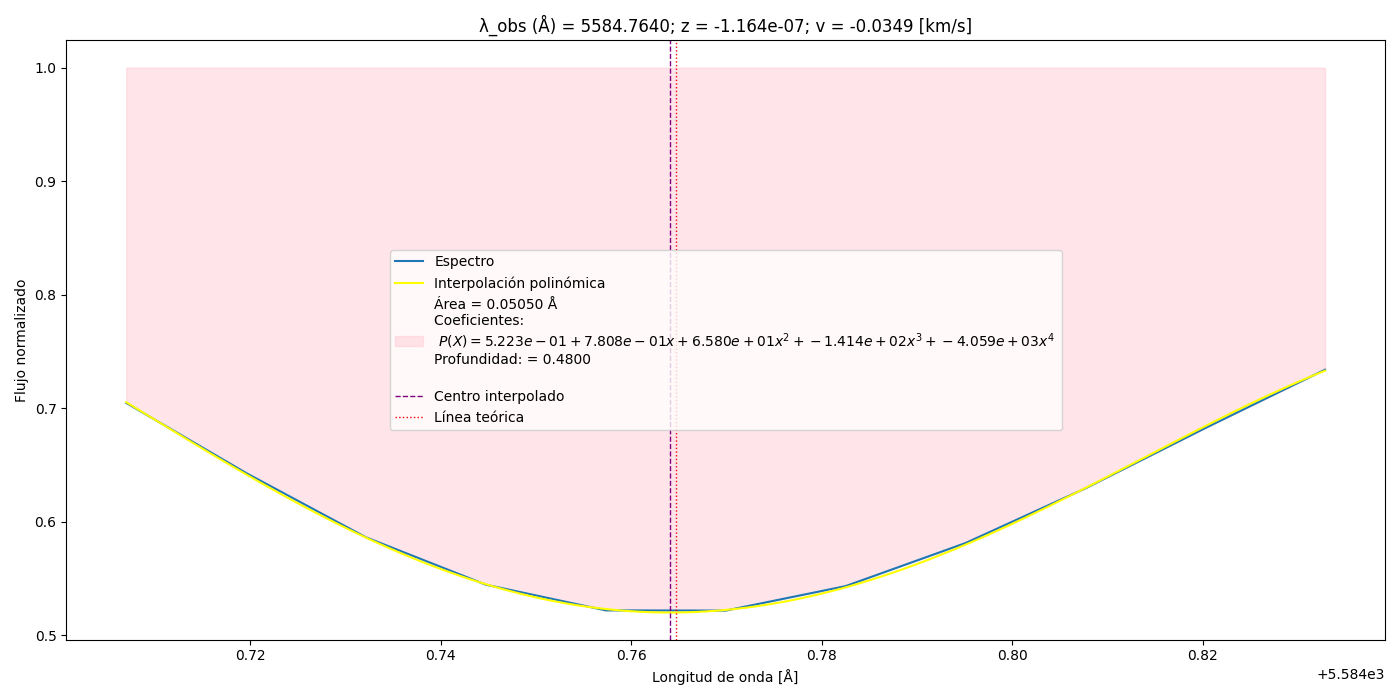 λ_obs (Å) = 5584.7640; z = -1.164e-07; v = -0.0349 [km/s]
1.0
0.9
0.8
0.7
0.6
0.5
Flujo normalizado
Espectro
Interpolación polinómica
Área = 0.05050 Å
Coeficientes:
P(X) = 5.223e − 01 + 7.808e − 01x + 6.580e + 01x² + −1.414e + 02x³ + −4.059e + 03x⁴
Profundidad: = 0.4800
Centro interpolado
Línea teórica
0.72 0.74 0.76 0.78 0.80 0.82
+5.584e3
Longitud de onda [Å]